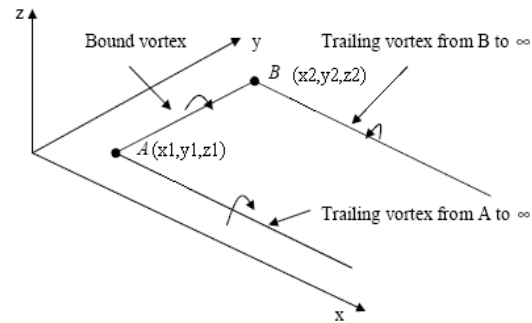 z
Bound vortex
y
Trailing vortex from B to ∞
B (x2,y2,z2)
A(x1,y1,z1)
Trailing vortex from A to ∞
x